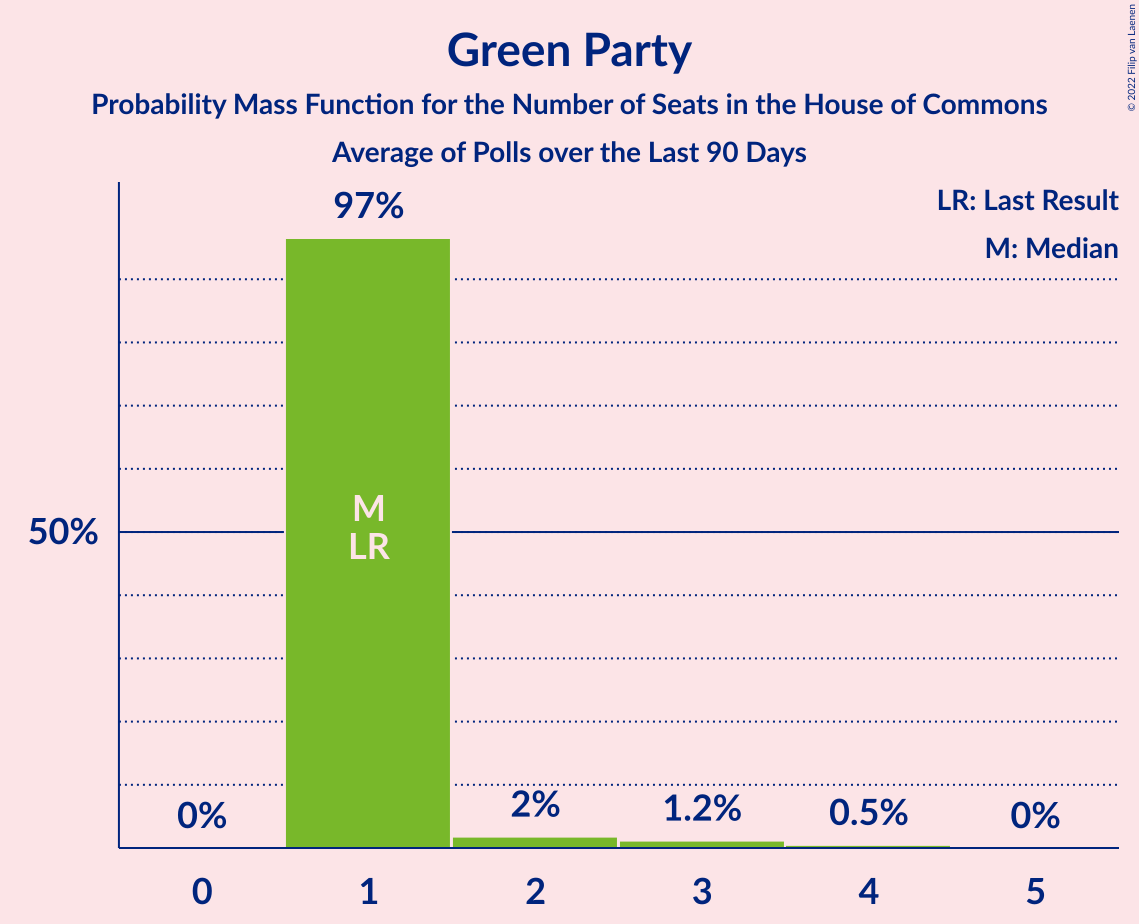 Green Party
Probability Mass Function for the Number of Seats in the House of Commons
Average of Polls over the Last 90 Days
© 2022 Filip van Laenen
LR: Last Result
M: Median
97%
M
LR
50%
0%
2%
1.2%
0.5%
0%
0
1
2
3
4
5